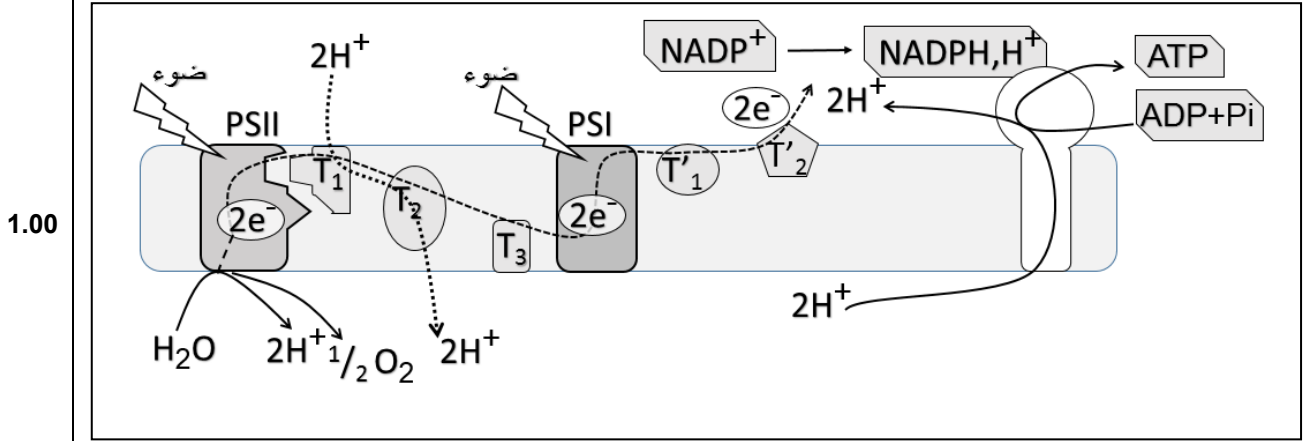 1.00
NADP⁺
NADPH,H⁺
ATP
ADP+Pi
2H⁺
ضوء
PSII
ضوء
PSI
2e⁻
2H⁺
T₁
T₂
T₃
T'₁
T'₂
2e⁻
2e⁻
2H⁺
H₂O
2H⁺
¹/₂ O₂
2H⁺